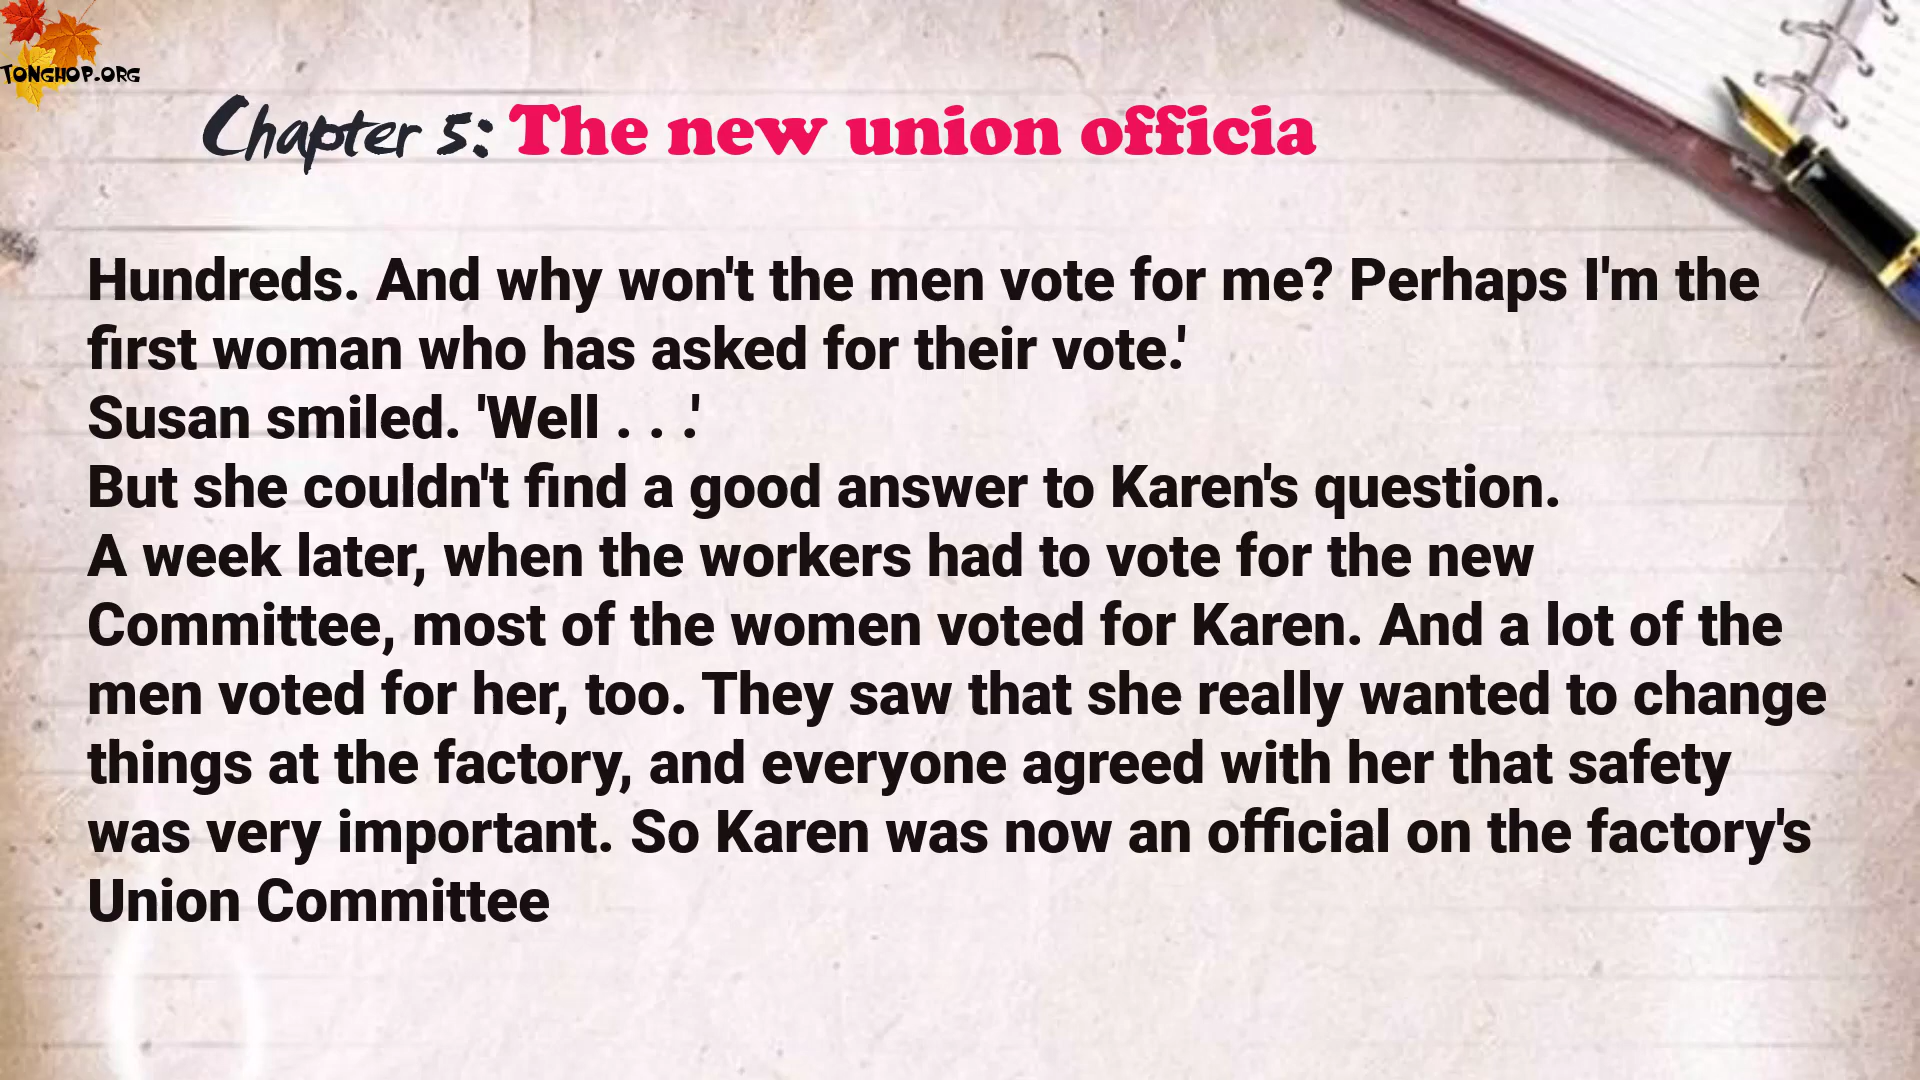 TONGHOP.ORG
Chapter 5: The new union officia
Hundreds. And why won't the men vote for me? Perhaps I'm the
first woman who has asked for their vote.'
Susan smiled. 'Well . . .'
But she couldn't find a good answer to Karen's question.
A week later, when the workers had to vote for the new
Committee, most of the women voted for Karen. And a lot of the
men voted for her, too. They saw that she really wanted to change
things at the factory, and everyone agreed with her that safety
was very important. So Karen was now an official on the factory's
Union Committee